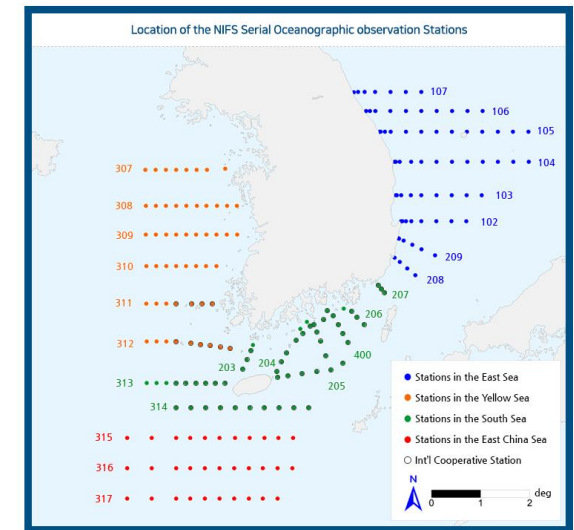 Location of the NIFS Serial Oceanographic observation Stations
107
106
105
104
103
102
209
208
207
206
400
205
204
203
307
308
309
310
311
312
313
314
315
316
317
Stations in the East Sea
Stations in the Yellow Sea
Stations in the South Sea
Stations in the East China Sea
Int'l Cooperative Station
N
deg
0 1 2